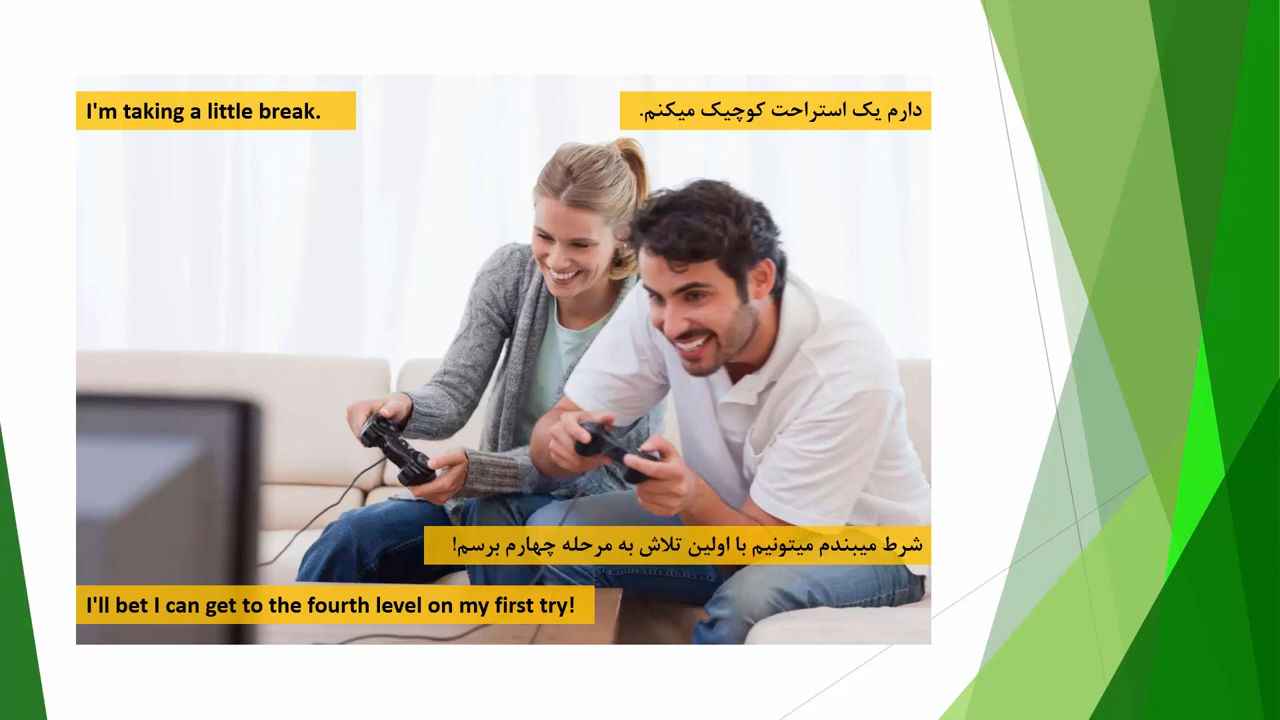 I'm taking a little break.
دارم یک استراحت کوچیک میکنم.
شرط میبندم میتونیم با اولین تلاش به مرحله چهارم برسم!
I'll bet I can get to the fourth level on my first try!